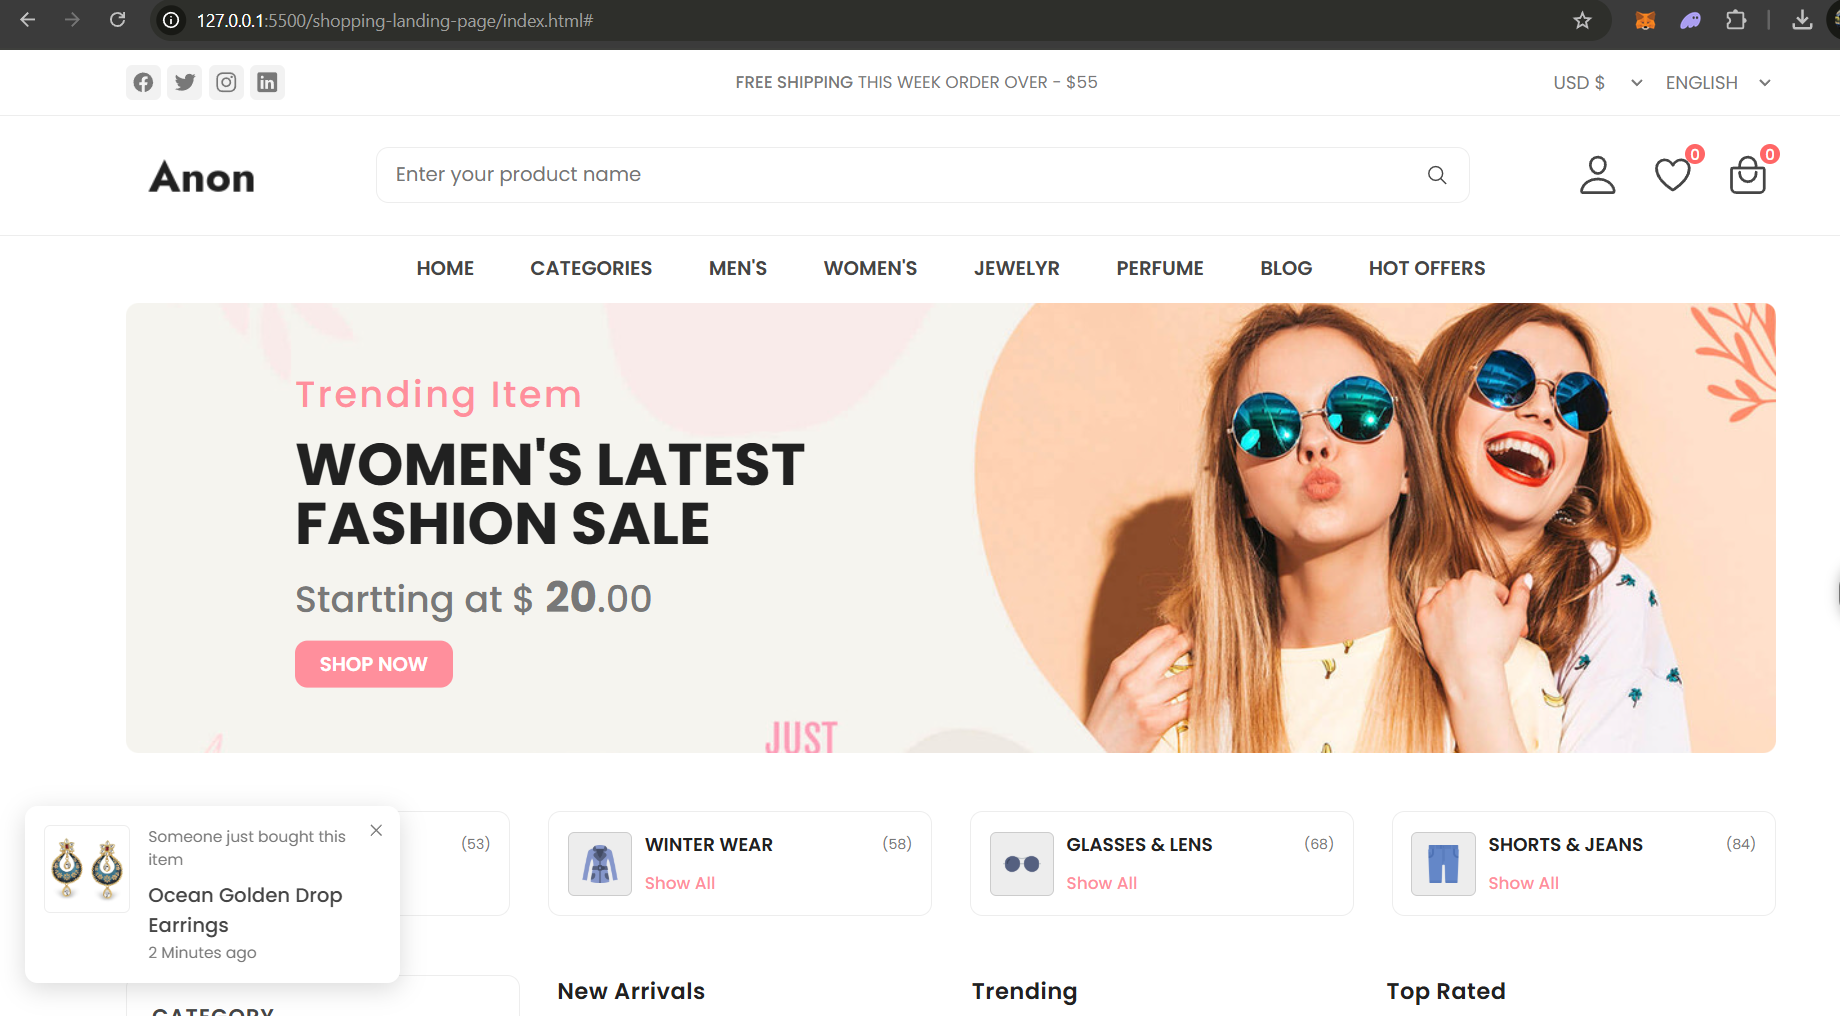 127.0.0.1:5500/shopping-landing-page/index.html#
FREE SHIPPING THIS WEEK ORDER OVER - $55
USD $
ENGLISH
Anon
Enter your product name
0
0
HOME
CATEGORIES
MEN'S
WOMEN'S
JEWELYR
PERFUME
BLOG
HOT OFFERS
Trending Item
WOMEN'S LATEST
FASHION SALE
Startting at $ 20.00
SHOP NOW
JUST
(53)
WINTER WEAR
(58)
Show All
GLASSES & LENS
(68)
Show All
SHORTS & JEANS
(84)
Show All
Someone just bought this
item
Ocean Golden Drop
Earrings
2 Minutes ago
CATEGORY
New Arrivals
Trending
Top Rated